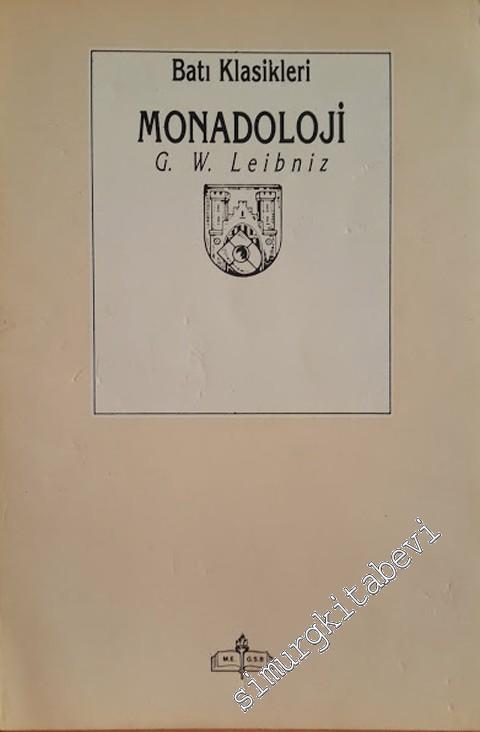 Batı Klasikleri
MONADOLOJİ
G. W. Leibniz
M.E. G.S.B
simurgkitabevi